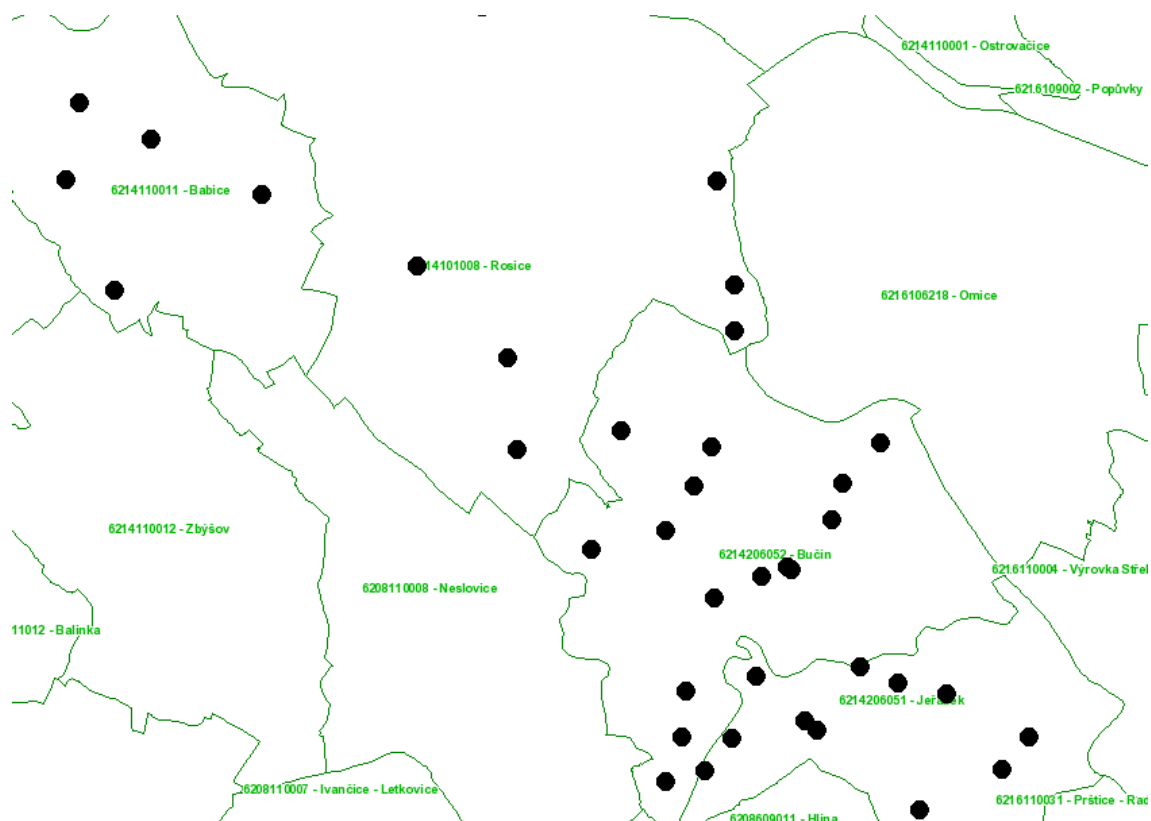 6214110001 - Ostrovačice
6216109002 - Popůvky
6214110011 - Babice
14101008 - Rosice
6216106218 - Omice
6214110012 - Zbýšov
6214206052 - Bučin
6216110004 - Výrovka Střel
6208110008 - Neslovice
11012 - Balinka
6214206051 - Jeřábek
6208110007 - Ivančice - Letkovice
6216110031 - Prštice - Rad
6208609011 - Hlina